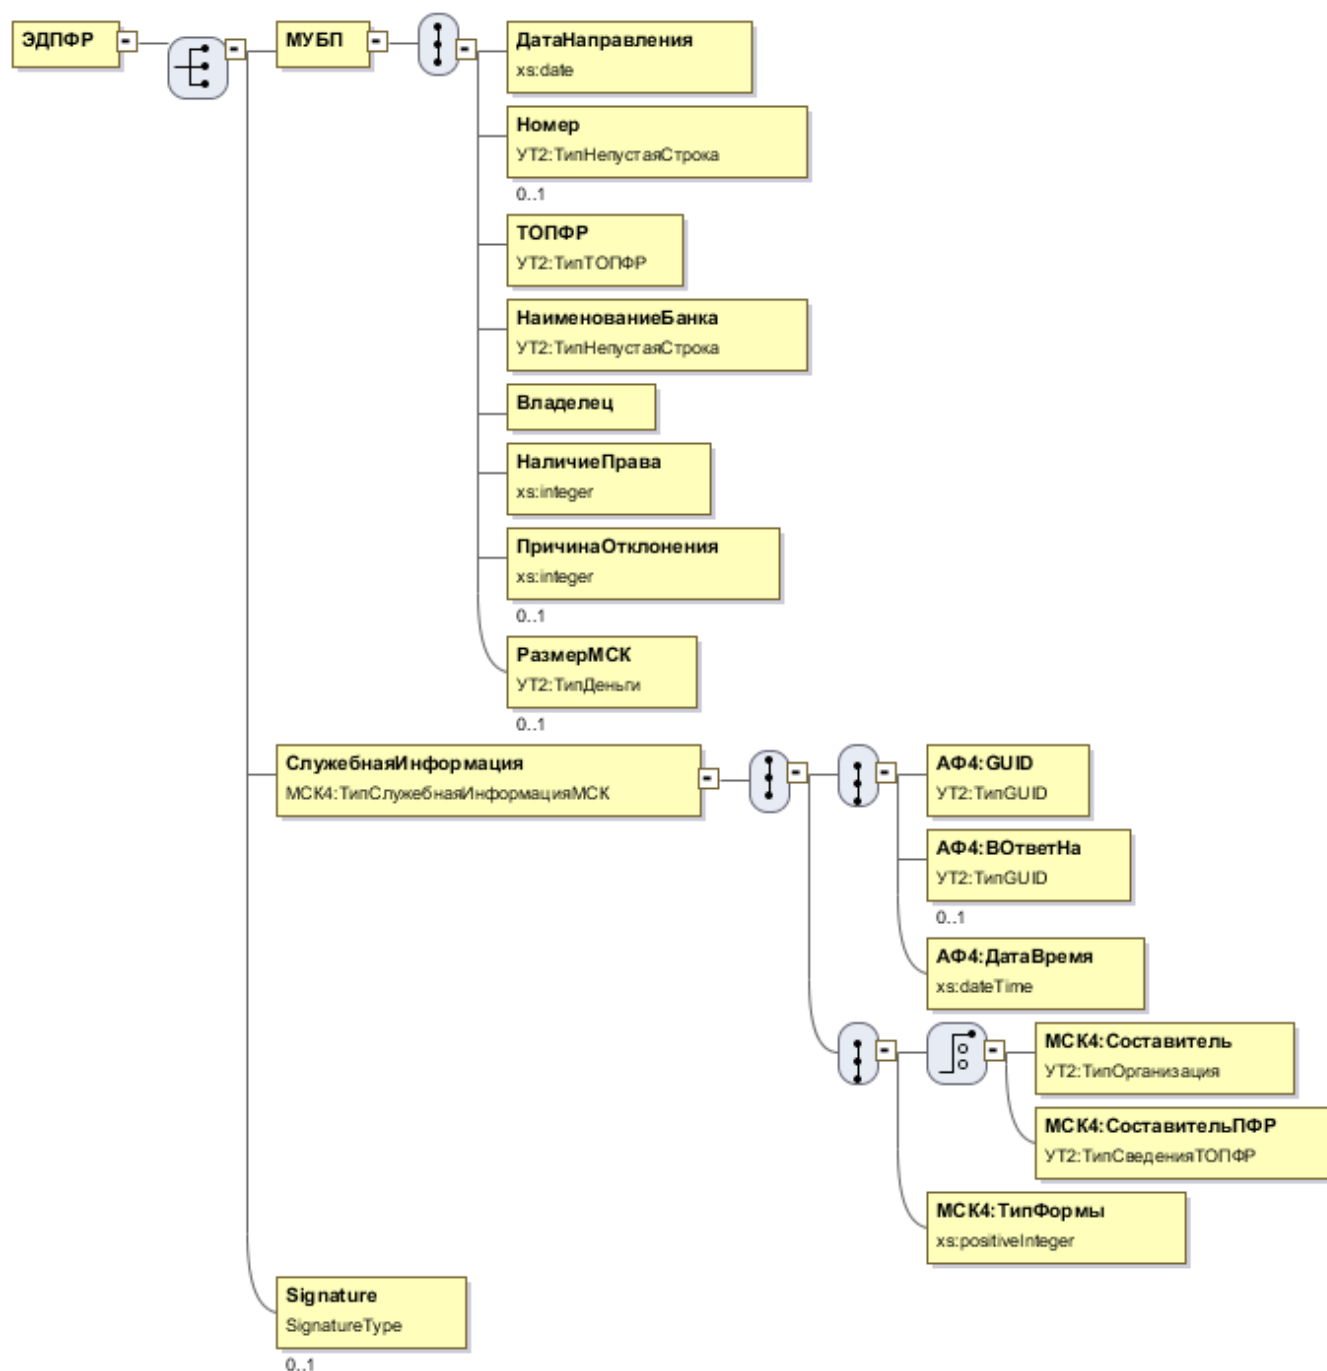 ЭДПФР
МУБП
ДатаНаправления
xs:date
Номер
УТ2:ТипНепустаяСтрока
0..1
ТОПФР
УТ2:ТипТОПФР
НаименованиеБанка
УТ2:ТипНепустаяСтрока
Владелец
НаличиеПрава
xs:integer
ПричинаОтклонения
xs:integer
0..1
РазмерМСК
УТ2:ТипДеньги
0..1
СлужебнаяИнформация
МСК4:ТипСлужебнаяИнформацияМСК
АФ4:GUID
УТ2:ТипGUID
АФ4:ВОтветНа
УТ2:ТипGUID
0..1
АФ4:ДатаВремя
xs:dateTime
МСК4:Составитель
УТ2:ТипОрганизация
МСК4:СоставительПФР
УТ2:ТипСведенияТОПФР
МСК4:ТипФормы
xs:positiveInteger
Signature
SignatureType
0..1